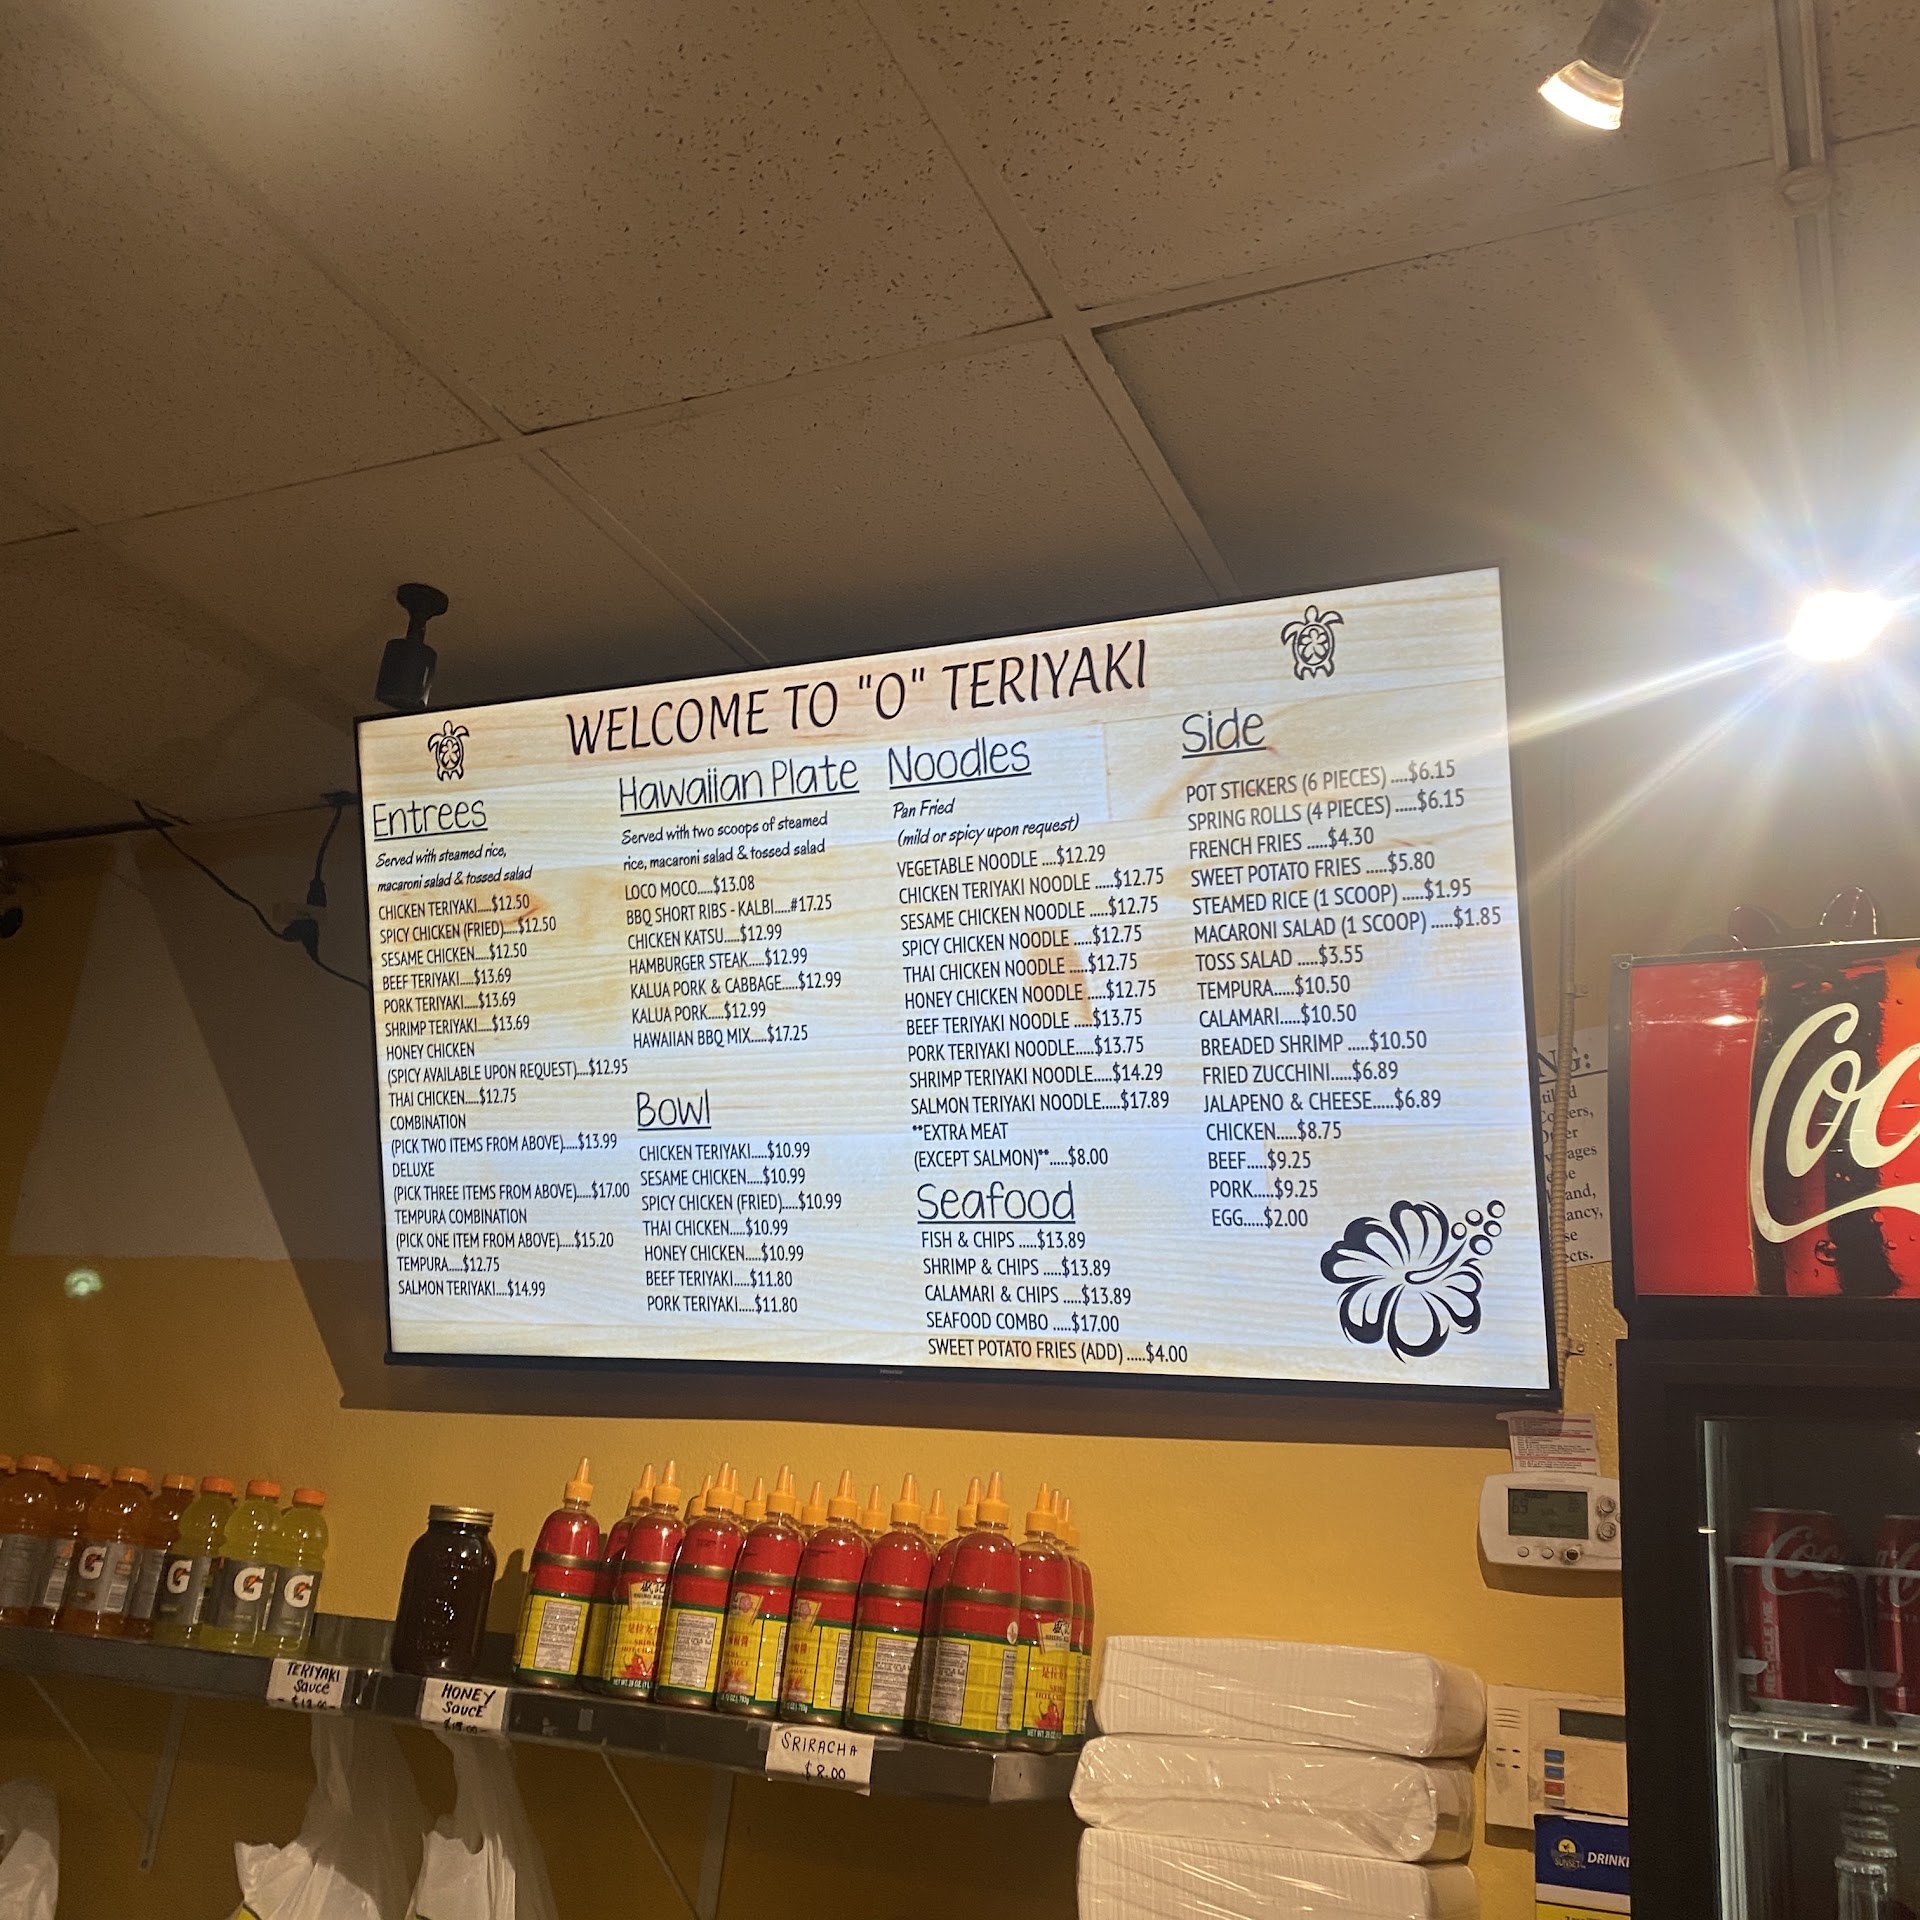 WELCOME TO "O" TERIYAKI
Entrees
Served with steamed rice,
macaroni salad & tossed salad
CHICKEN TERIYAKI.....$12.50
SPICY CHICKEN (FRIED).....$12.50
SESAME CHICKEN.....$12.50
BEEF TERIYAKI.....$13.69
PORK TERIYAKI.....$13.69
SHRIMP TERIYAKI.....$13.69
HONEY CHICKEN
(SPICY AVAILABLE UPON REQUEST)....$12.95
THAI CHICKEN.....$12.75
COMBINATION
(PICK TWO ITEMS FROM ABOVE).....$13.99
DELUXE
(PICK THREE ITEMS FROM ABOVE).....$17.00
TEMPURA COMBINATION
(PICK ONE ITEM FROM ABOVE).....$15.20
TEMPURA.....$12.75
SALMON TERIYAKI....$14.99
Hawaiian Plate
Served with two scoops of steamed
rice, macaroni salad & tossed salad
LOCO MOCO.....$13.08
BBQ SHORT RIBS - KALBI.....#17.25
CHICKEN KATSU.....$12.99
HAMBURGER STEAK.....$12.99
KALUA PORK & CABBAGE.....$12.99
KALUA PORK.....$12.99
HAWAIIAN BBQ MIX.....$17.25
Bowl
CHICKEN TERIYAKI.....$10.99
SESAME CHICKEN.....$10.99
SPICY CHICKEN (FRIED).....$10.99
THAI CHICKEN.....$10.99
HONEY CHICKEN.....$10.99
BEEF TERIYAKI.....$11.80
PORK TERIYAKI.....$11.80
Noodles
Pan Fried
(mild or spicy upon request)
VEGETABLE NOODLE ....$12.29
CHICKEN TERIYAKI NOODLE .....$12.75
SESAME CHICKEN NOODLE .....$12.75
SPICY CHICKEN NOODLE .....$12.75
THAI CHICKEN NOODLE .....$12.75
HONEY CHICKEN NOODLE .....$12.75
BEEF TERIYAKI NOODLE .....$13.75
PORK TERIYAKI NOODLE.....$13.75
SHRIMP TERIYAKI NOODLE.....$14.29
SALMON TERIYAKI NOODLE.....$17.89
**EXTRA MEAT
(EXCEPT SALMON)**.....$8.00
Seafood
FISH & CHIPS .....$13.89
SHRIMP & CHIPS .....$13.89
CALAMARI & CHIPS .....$13.89
SEAFOOD COMBO .....$17.00
SWEET POTATO FRIES (ADD) .....$4.00
Side
POT STICKERS (6 PIECES) ....$6.15
SPRING ROLLS (4 PIECES) .....$6.15
FRENCH FRIES .....$4.30
SWEET POTATO FRIES .....$5.80
STEAMED RICE (1 SCOOP) .....$1.95
MACARONI SALAD (1 SCOOP) .....$1.85
TOSS SALAD .....$3.55
TEMPURA.....$10.50
CALAMARI.....$10.50
BREADED SHRIMP .....$10.50
FRIED ZUCCHINI.....$6.89
JALAPENO & CHEESE.....$6.89
CHICKEN.....$8.75
BEEF.....$9.25
PORK.....$9.25
EGG.....$2.00
Coc
NG:
ancy,
G
G
G
G
TERIYAKI
SAUCE
HONEY
SAUCE
SRIRACHA
$8.00
RECYCLE ME
SUNSET
DRINK